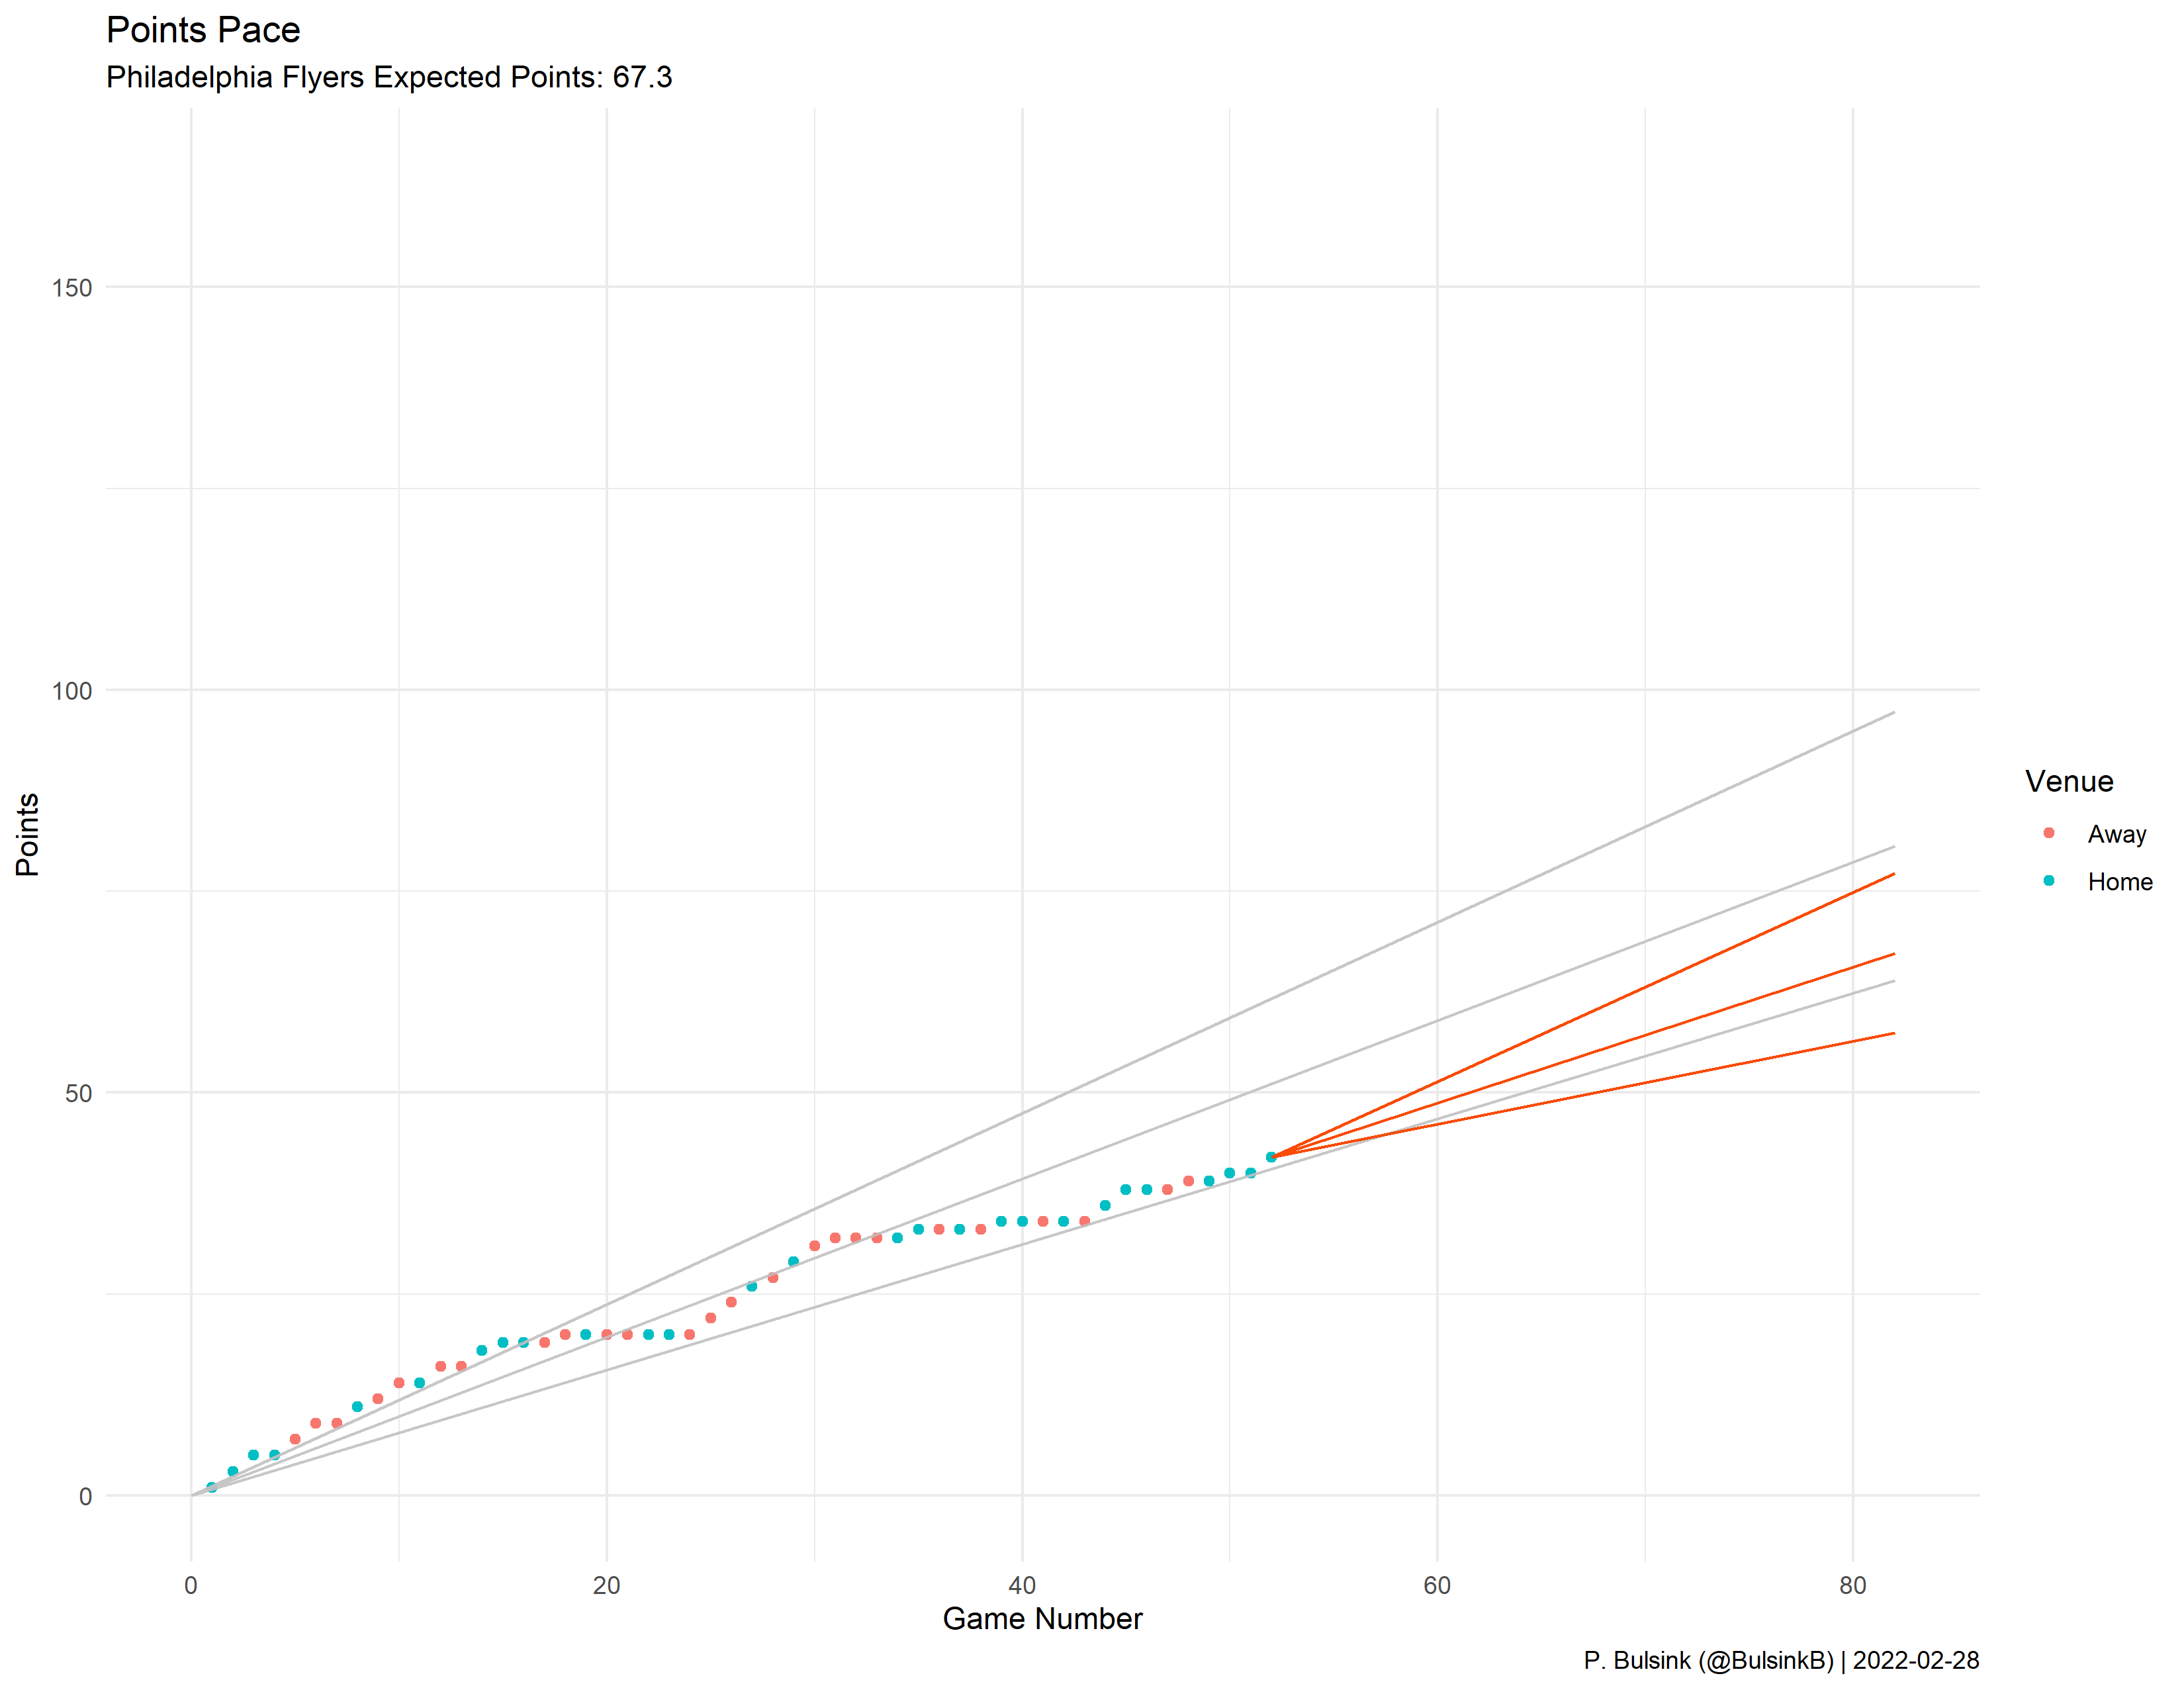 Points Pace
Philadelphia Flyers Expected Points: 67.3
150
100
50
0
Points
0 20 40 60 80
Game Number
Venue
Away
Home
P. Bulsink (@BulsinkB) | 2022-02-28